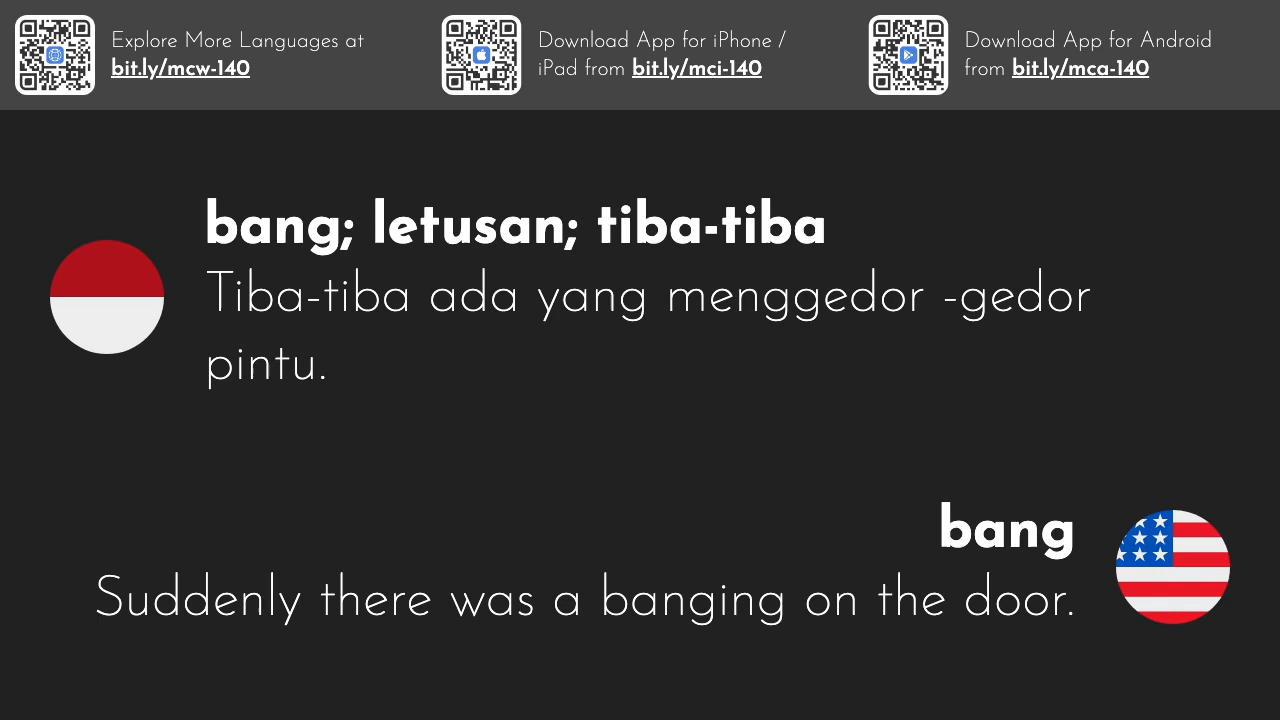 Explore More Languages at
bit.ly/mcw-140
Download App for iPhone /
iPad from bit.ly/mci-140
Download App for Android
from bit.ly/mca-140
bang; letusan; tiba-tiba
Tiba-tiba ada yang menggedor -gedor
pintu.
bang
Suddenly there was a banging on the door.